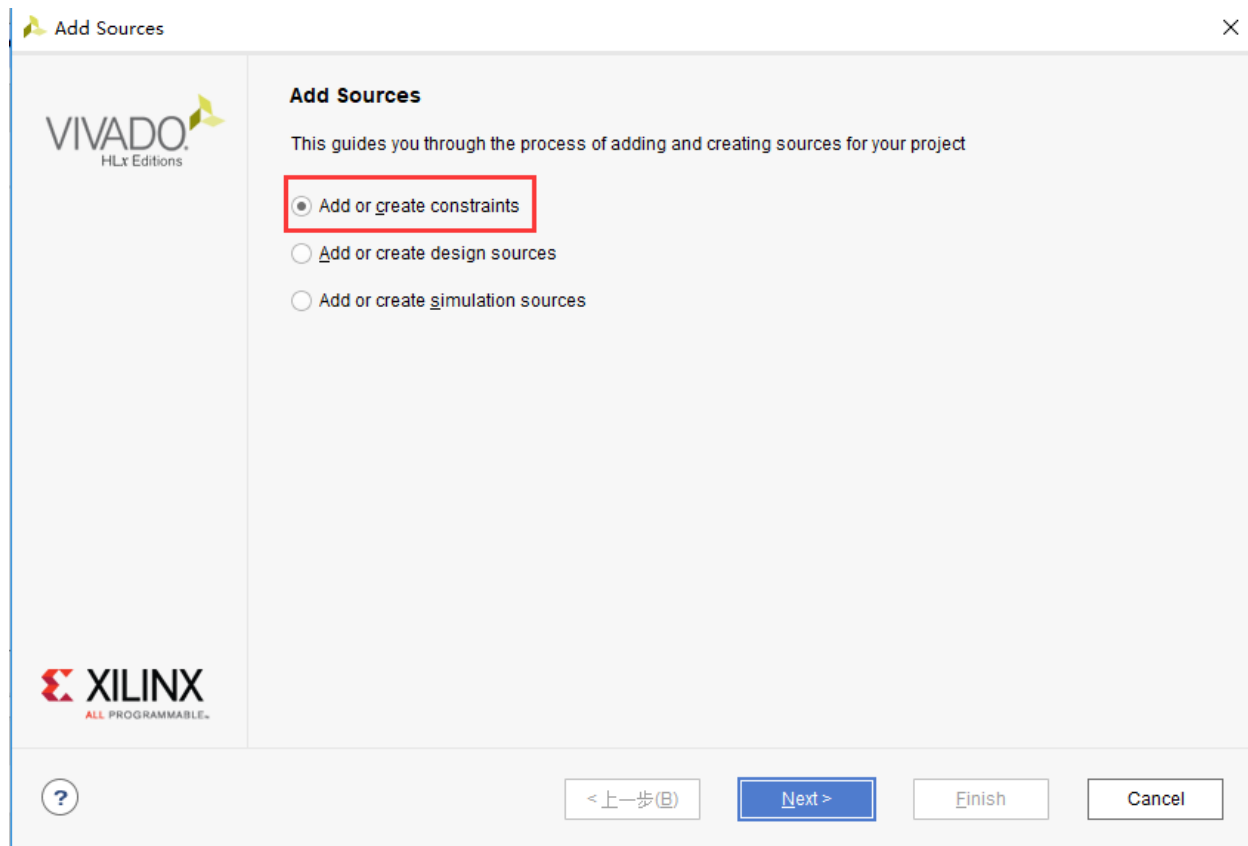 Add Sources
VIVADO.
HLx Editions
Add Sources
This guides you through the process of adding and creating sources for your project
Add or create constraints
Add or create design sources
Add or create simulation sources
XILINX
ALL PROGRAMMABLE™
?
<上一步(B)
Next >
Finish
Cancel